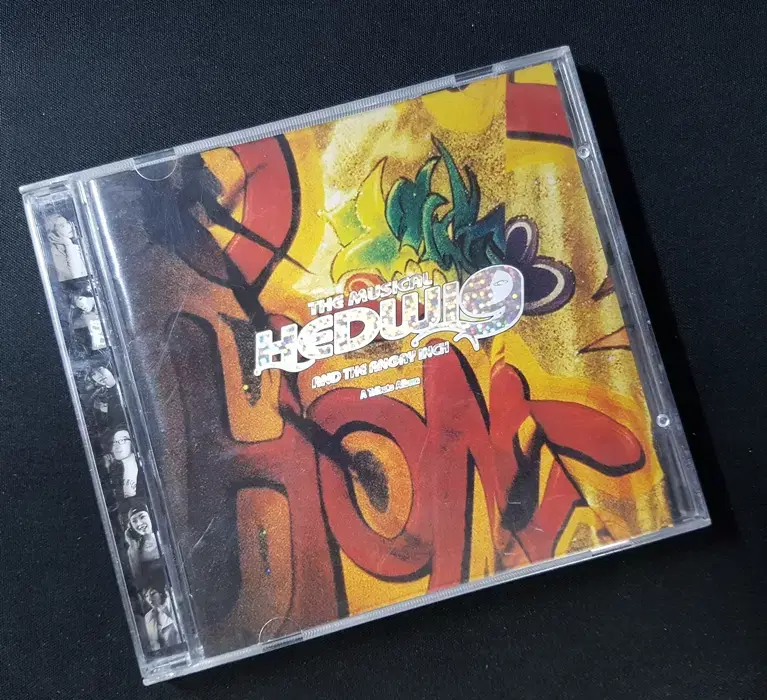 THE MUSICAL
HEDWIG
AND THE ANGRY INCH
A Tribute Album